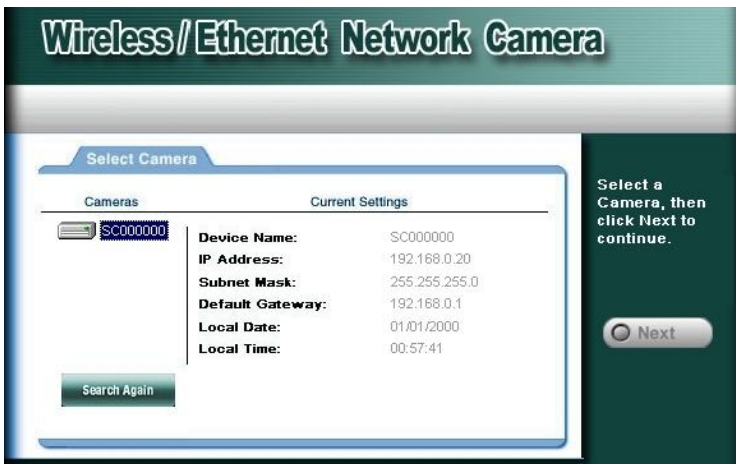 Wireless/Ethernet Network Camera
Select Camera
Cameras
Current Settings
SC000000
Device Name: SC000000
IP Address: 192.168.0.20
Subnet Mask: 255.255.255.0
Default Gateway: 192.168.0.1
Local Date: 01/01/2000
Local Time: 00:57:41
Search Again
Select a
Camera, then
click Next to
continue.
Next